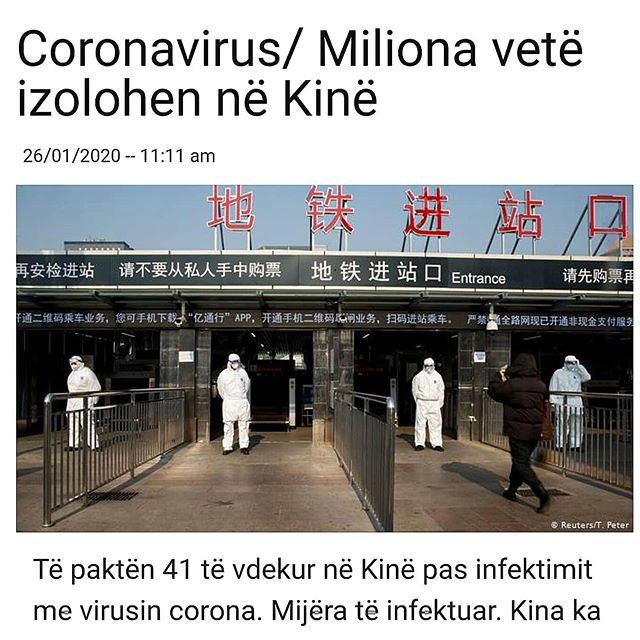 Coronavirus/ Miliona vetë
izolohen në Kinë
26/01/2020 -- 11:11 am
地铁进站口
再安检进站 请不要从私人手中购票 地铁进站口 Entrance 请先购票再
开通二维码乘车业务，您可手机下载“亿通行”APP，开通手机二维码 业务，扫码进站乘车。 严禁 通全路网现已开通非现金支付服务
© Reuters/T. Peter
Të paktën 41 të vdekur në Kinë pas infektimit
me virusin corona. Mijëra të infektuar. Kina ka